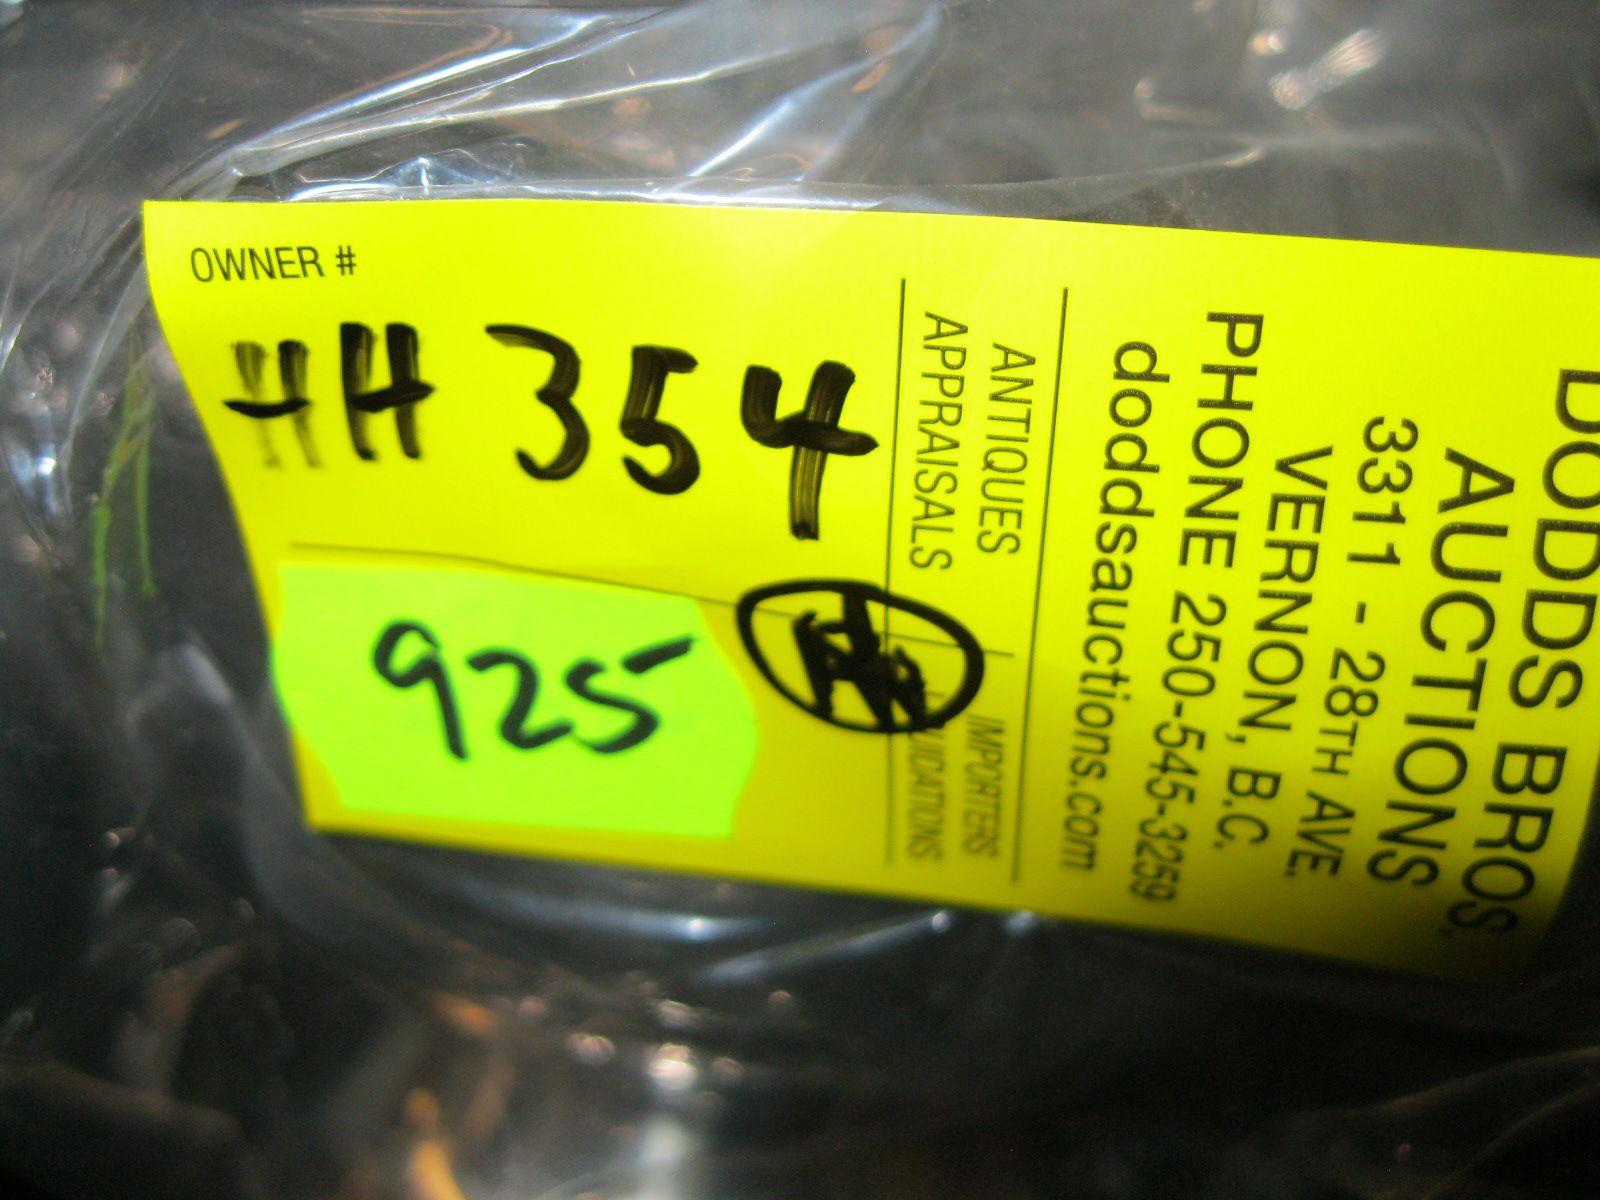 OWNER #
HH 354
925
DODDS BROS.
AUCTIONS
3311 - 28TH AVE.
VERNON, B.C.
PHONE 250-545-3259
doddsauctions.com
ANTIQUES IMPORTERS
APPRAISALS